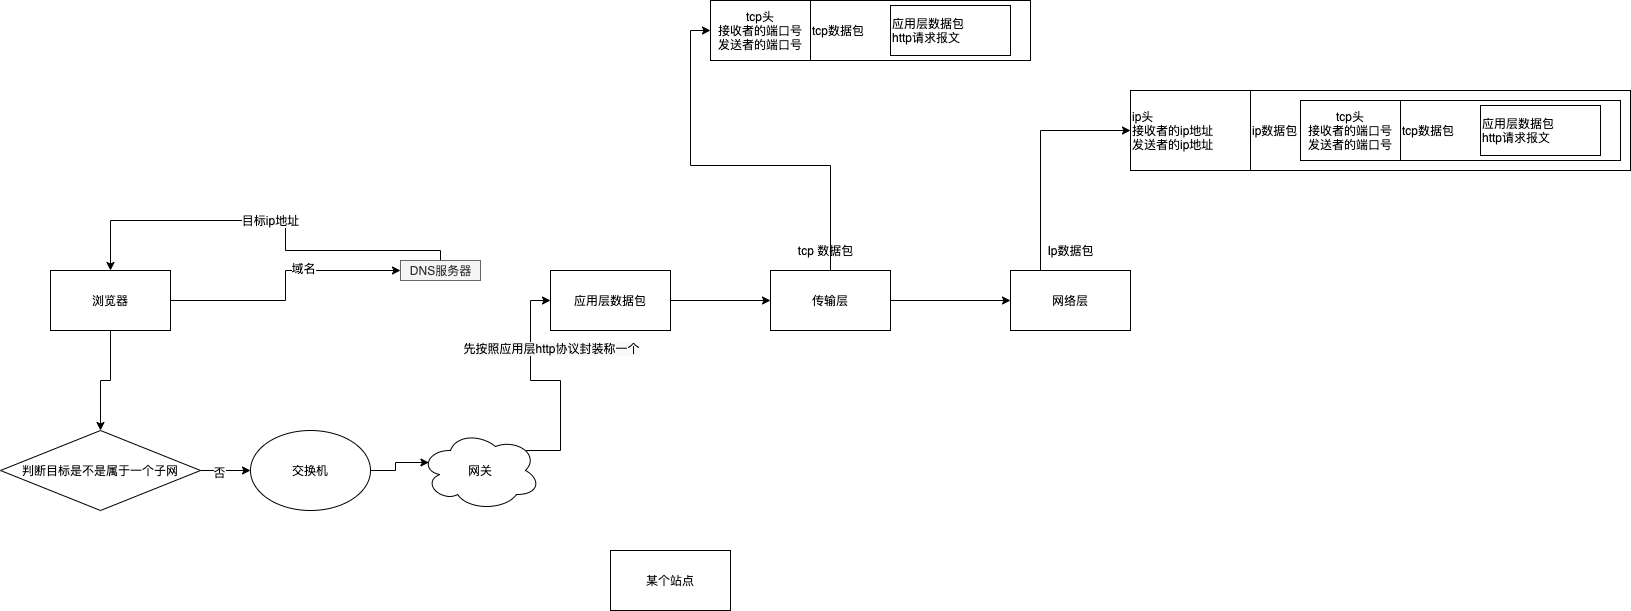 tcp头
接收者的端口号
发送者的端口号
tcp数据包
应用层数据包
http请求报文
ip头
接收者的ip地址
发送者的ip地址
ip数据包
tcp头
接收者的端口号
发送者的端口号
tcp数据包
应用层数据包
http请求报文
目标ip地址
域名
DNS服务器
tcp 数据包
Ip数据包
浏览器
应用层数据包
传输层
网络层
先按照应用层http协议封装称一个
判断目标是不是属于一个子网
否
交换机
网关
某个站点